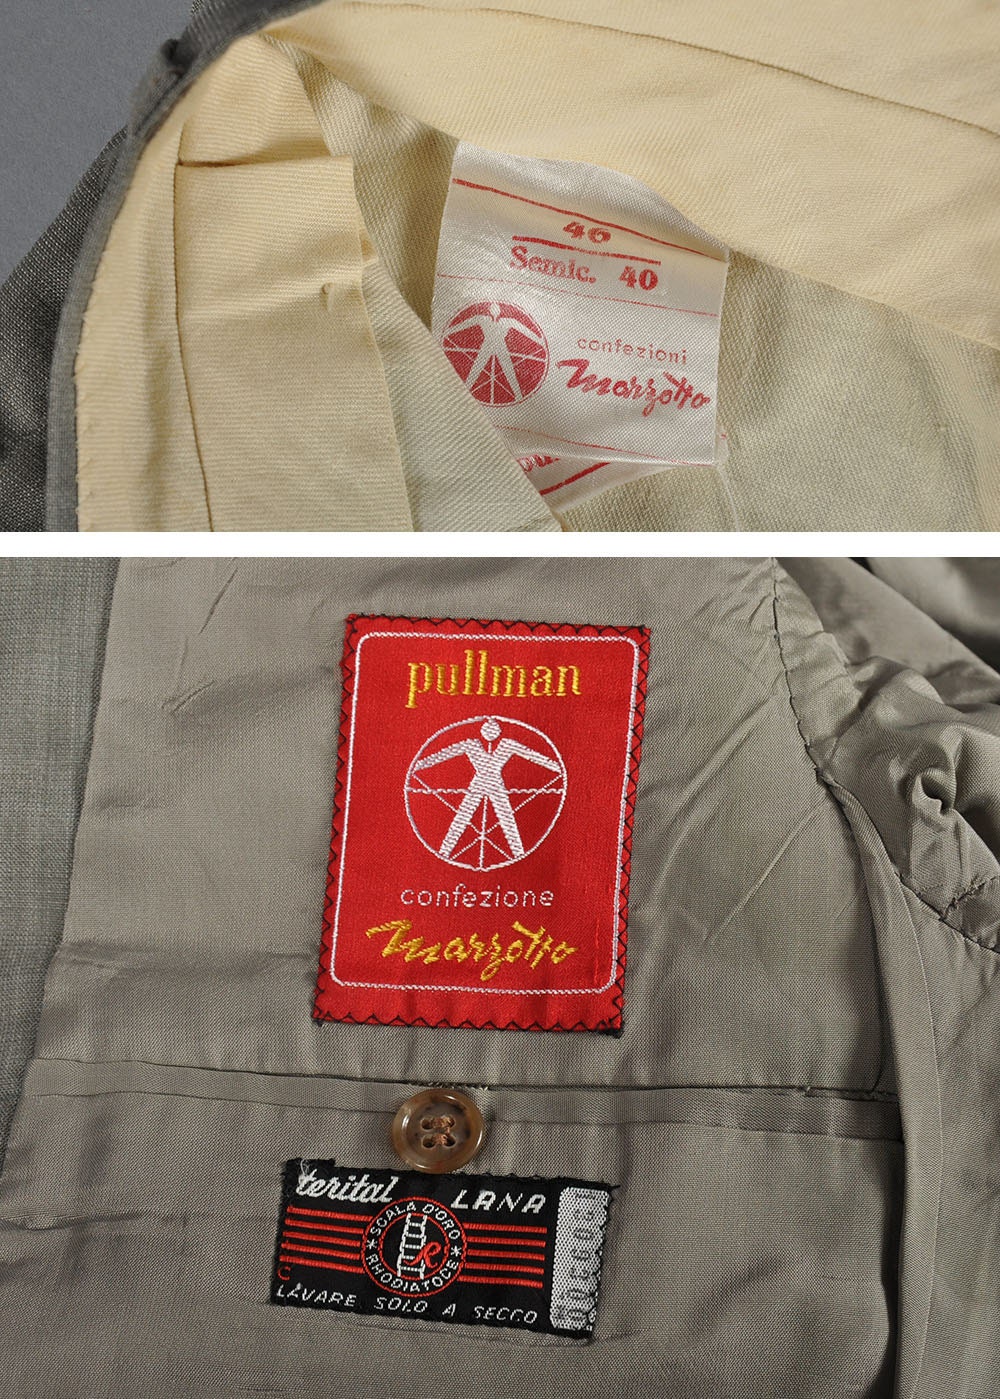 46
Semic. 40
confezioni
Marzotto
pullman
confezione
Marzotto
terital LANA
SCALA D'ORO
R
RHODIATOCE
LAVARE SOLO A SECCO